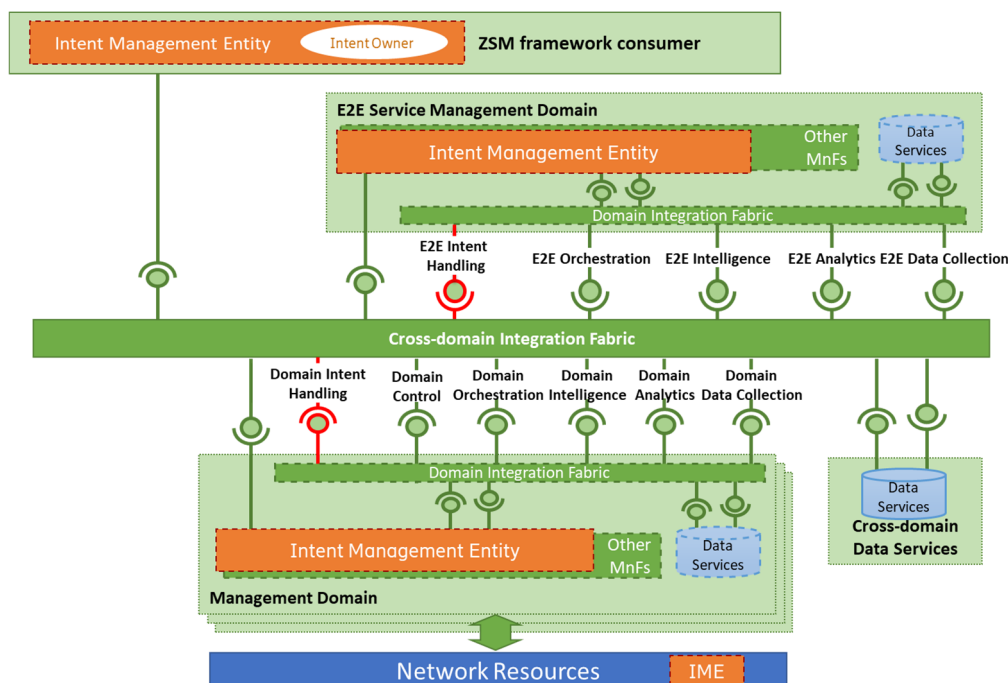 Intent Management Entity
Intent Owner
ZSM framework consumer
E2E Service Management Domain
Intent Management Entity
Other
MnFs
Data
Services
Domain Integration Fabric
E2E Intent
Handling
E2E Orchestration
E2E Intelligence
E2E Analytics
E2E Data Collection
Cross-domain Integration Fabric
Domain Intent
Handling
Domain
Control
Domain
Orchestration
Domain
Intelligence
Domain
Analytics
Domain
Data Collection
Domain Integration Fabric
Intent Management Entity
Other
MnFs
Data
Services
Management Domain
Data
Services
Cross-domain
Data Services
Network Resources
IME